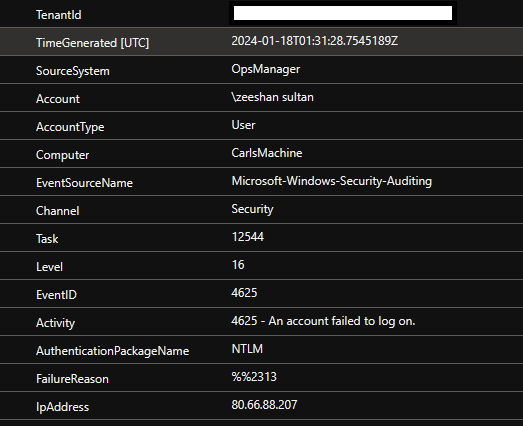 TenantId
TimeGenerated [UTC] 2024-01-18T01:31:28.7545189Z
SourceSystem OpsManager
Account \zeeshan sultan
AccountType User
Computer CarlsMachine
EventSourceName Microsoft-Windows-Security-Auditing
Channel Security
Task 12544
Level 16
EventID 4625
Activity 4625 - An account failed to log on.
AuthenticationPackageName NTLM
FailureReason %%2313
IpAddress 80.66.88.207